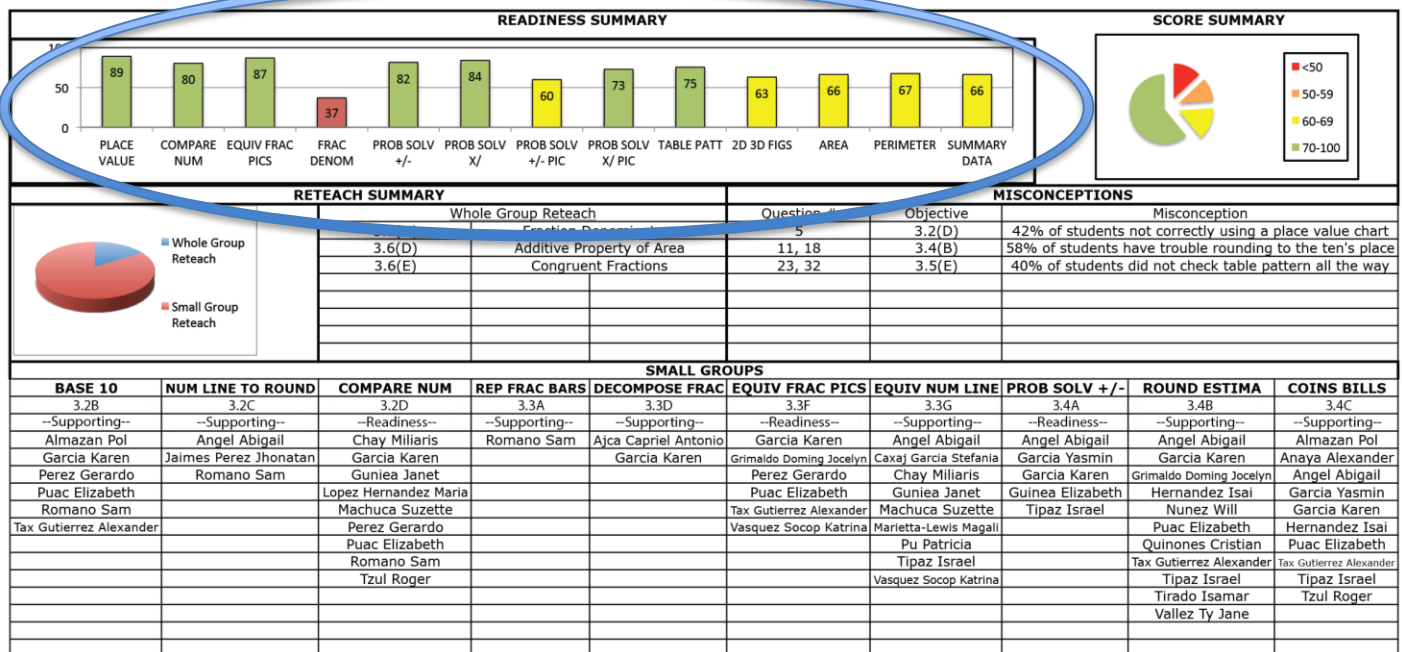 READINESS SUMMARY
SCORE SUMMARY
50
0
89
80
87
37
82
84
60
73
75
63
66
67
66
PLACE VALUE
COMPARE NUM
EQUIV FRAC PICS
FRAC DENOM
PROB SOLV +/-
PROB SOLV X/
PROB SOLV +/- PIC
PROB SOLV X/ PIC
TABLE PATT
2D 3D FIGS
AREA
PERIMETER
SUMMARY DATA
<50
50-59
60-69
70-100
RETEACH SUMMARY
MISCONCEPTIONS
Whole Group Reteach
Small Group Reteach
Whole Group Reteach
Question
Objective
Misconception
5 3.2(D) 42% of students not correctly using a place value chart
3.6(D) Additive Property of Area 11, 18 3.4(B) 58% of students have trouble rounding to the ten's place
3.6(E) Congruent Fractions 23, 32 3.5(E) 40% of students did not check table pattern all the way
SMALL GROUPS
BASE 10 NUM LINE TO ROUND COMPARE NUM REP FRAC BARS DECOMPOSE FRAC EQUIV FRAC PICS EQUIV NUM LINE PROB SOLV +/- ROUND ESTIMA COINS BILLS
3.2B 3.2C 3.2D 3.3A 3.3D 3.3F 3.3G 3.4A 3.4B 3.4C
--Supporting-- --Supporting-- --Readiness-- --Supporting-- --Supporting-- --Readiness-- --Supporting-- --Readiness-- --Supporting-- --Supporting--
Almazan Pol Angel Abigail Chay Miliaris Romano Sam Ajca Capriel Antonio Garcia Karen Angel Abigail Angel Abigail Angel Abigail Almazan Pol
Garcia Karen Jaimes Perez Jhonatan Garcia Karen Garcia Karen Grimaldo Doming Jocelyn Caxaj Garcia Stefania Garcia Yasmin Garcia Karen Anaya Alexander
Perez Gerardo Romano Sam Guniea Janet Perez Gerardo Chay Miliaris Garcia Karen Grimaldo Doming Jocelyn Angel Abigail
Puac Elizabeth Lopez Hernandez Maria Puac Elizabeth Guniea Janet Guinea Elizabeth Hernandez Isai Garcia Yasmin
Romano Sam Machuca Suzette Tax Gutierrez Alexander Machuca Suzette Tipaz Israel Nunez Will Garcia Karen
Tax Gutierrez Alexander Perez Gerardo Vasquez Socop Katrina Marietta-Lewis Magali Puac Elizabeth Hernandez Isai
Puac Elizabeth Pu Patricia Quinones Cristian Puac Elizabeth
Romano Sam Tipaz Israel Tax Gutierrez Alexander Tax Gutierrez Alexander
Tzul Roger Vasquez Socop Katrina Tipaz Israel Tipaz Israel
Tirado Isamar Tzul Roger
Vallez Ty Jane